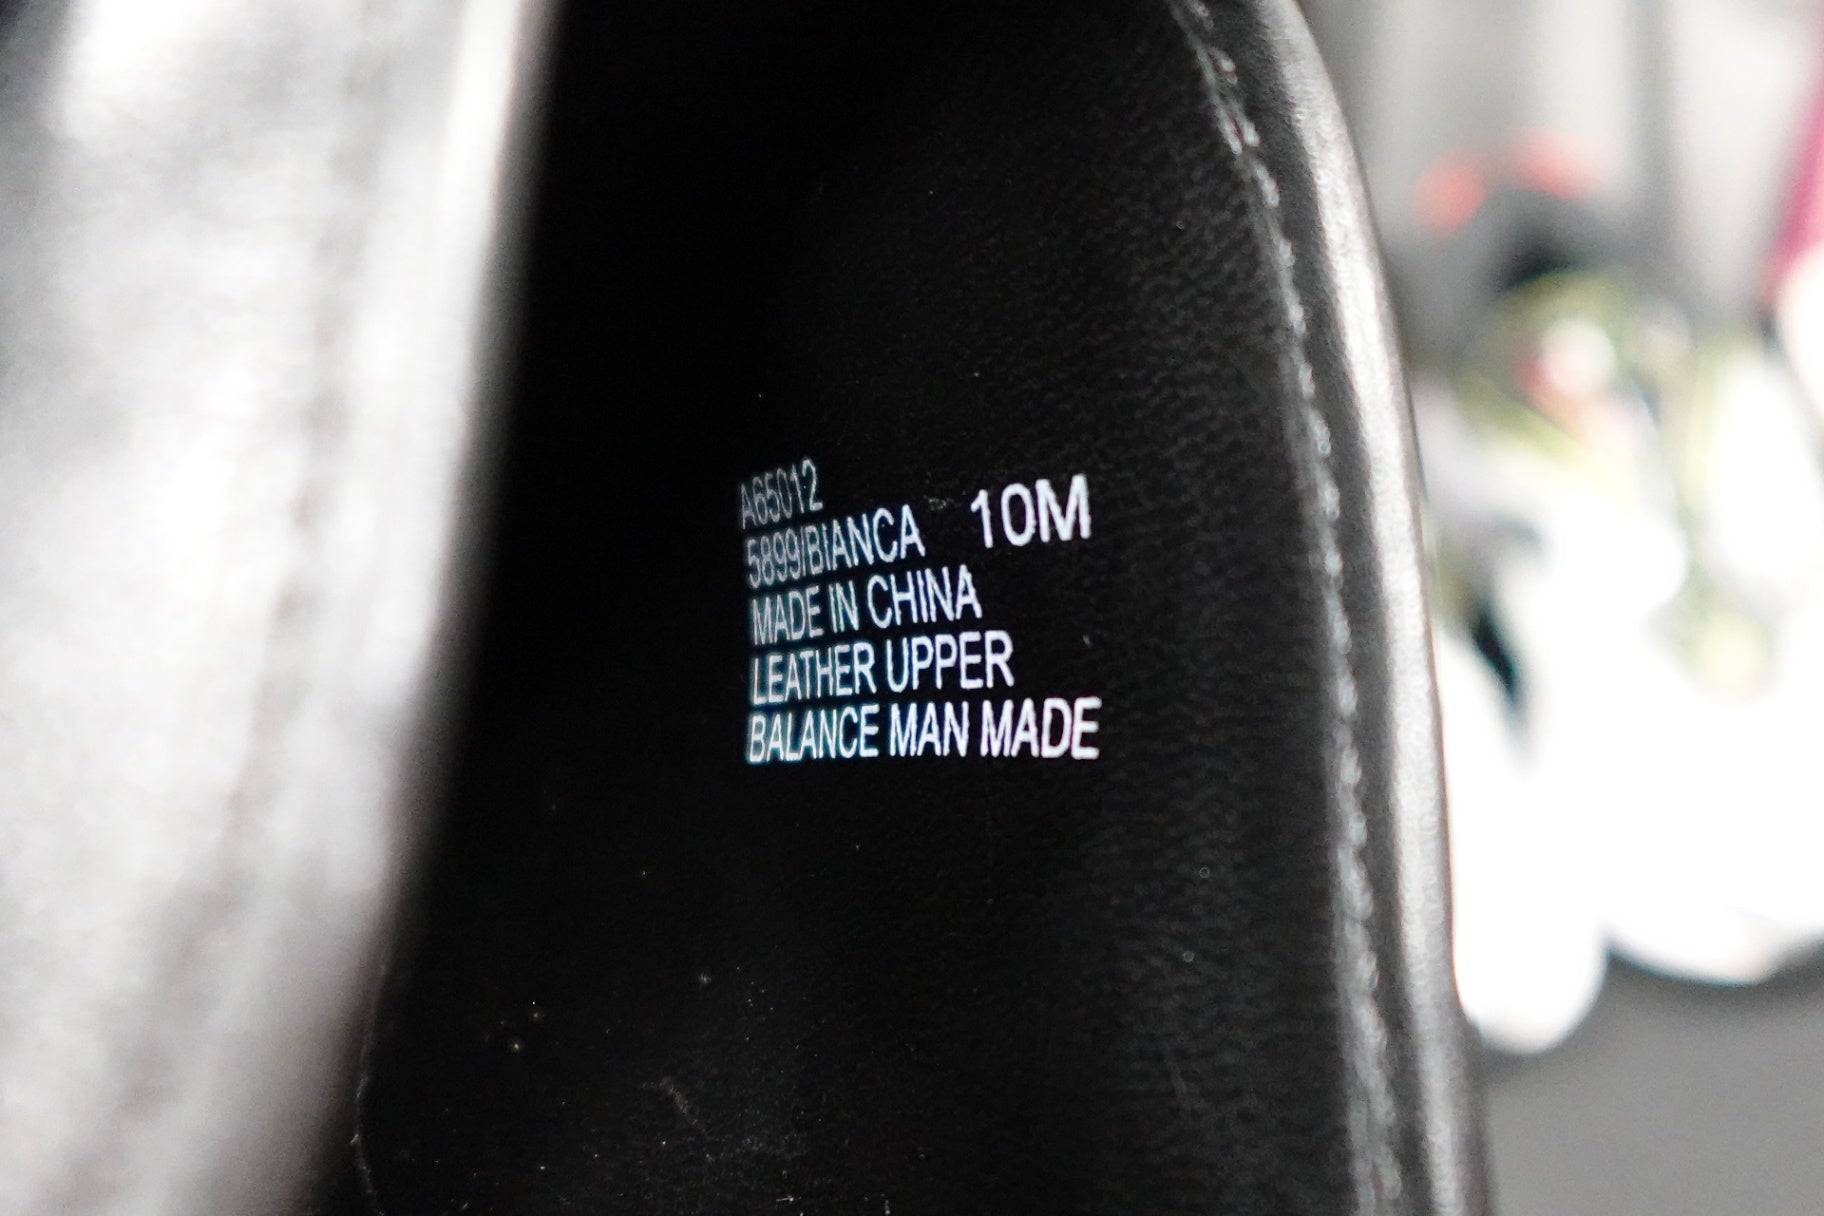 A65012
5899/BIANCA 10M
MADE IN CHINA
LEATHER UPPER
BALANCE MAN MADE